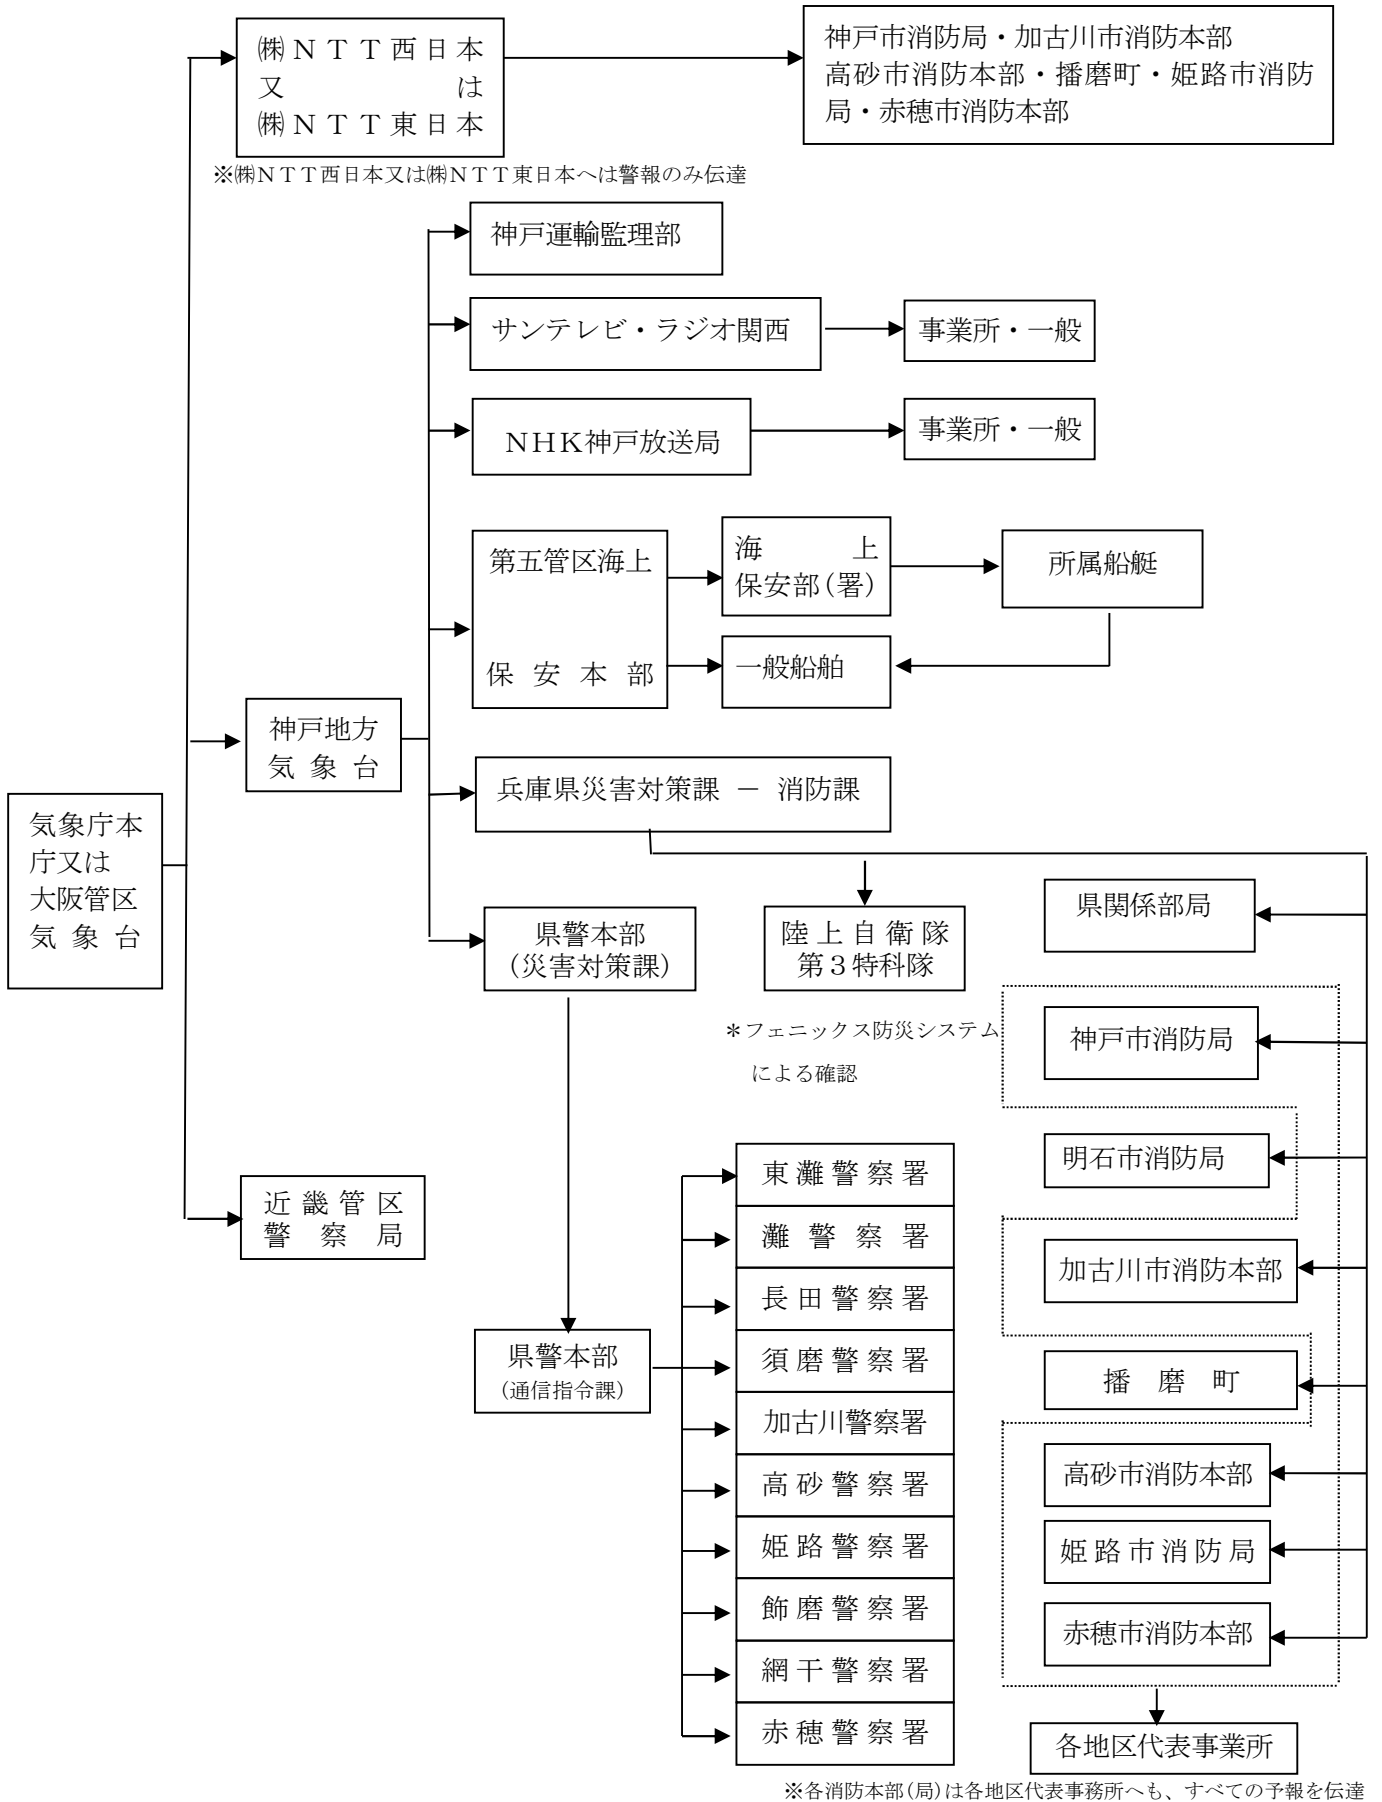 ㈱ＮＴＴ西日本
又は
㈱ＮＴＴ東日本
神戸市消防局・加古川市消防本部
高砂市消防本部・播磨町・姫路市消防
局・赤穂市消防本部
※㈱ＮＴＴ西日本又は㈱ＮＴＴ東日本へは警報のみ伝達
神戸運輸監理部
サンテレビ・ラジオ関西
事業所・一般
ＮＨＫ神戸放送局
事業所・一般
第五管区海上
保安本部
海上
保安部(署)
所属船艇
一般船舶
神戸地方
気象台
兵庫県災害対策課 － 消防課
気象庁本
庁又は
大阪管区
気象台
県警本部
(災害対策課)
陸上自衛隊
第３特科隊
県関係部局
＊フェニックス防災システム
による確認
神戸市消防局
明石市消防局
加古川市消防本部
播磨町
高砂市消防本部
姫路市消防局
赤穂市消防本部
近畿管区
警察局
県警本部
(通信指令課)
東灘警察署
灘警察署
長田警察署
須磨警察署
加古川警察署
高砂警察署
姫路警察署
飾磨警察署
網干警察署
赤穂警察署
各地区代表事業所
※各消防本部(局)は各地区代表事務所へも、すべての予報を伝達